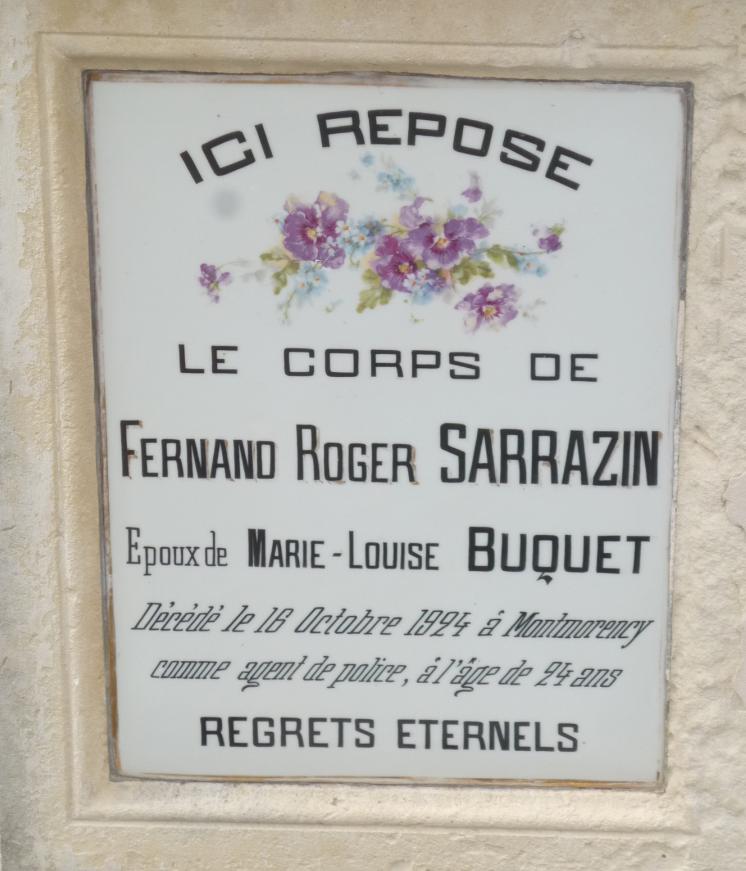 ICI REPOSE
LE CORPS DE
FERNAND ROGER SARRAZIN
Epoux de MARIE-LOUISE BUQUET
Décédé le 16 Octobre 1924 à Montmorency
comme agent de police, à l'âge de 24 ans
REGRETS ETERNELS